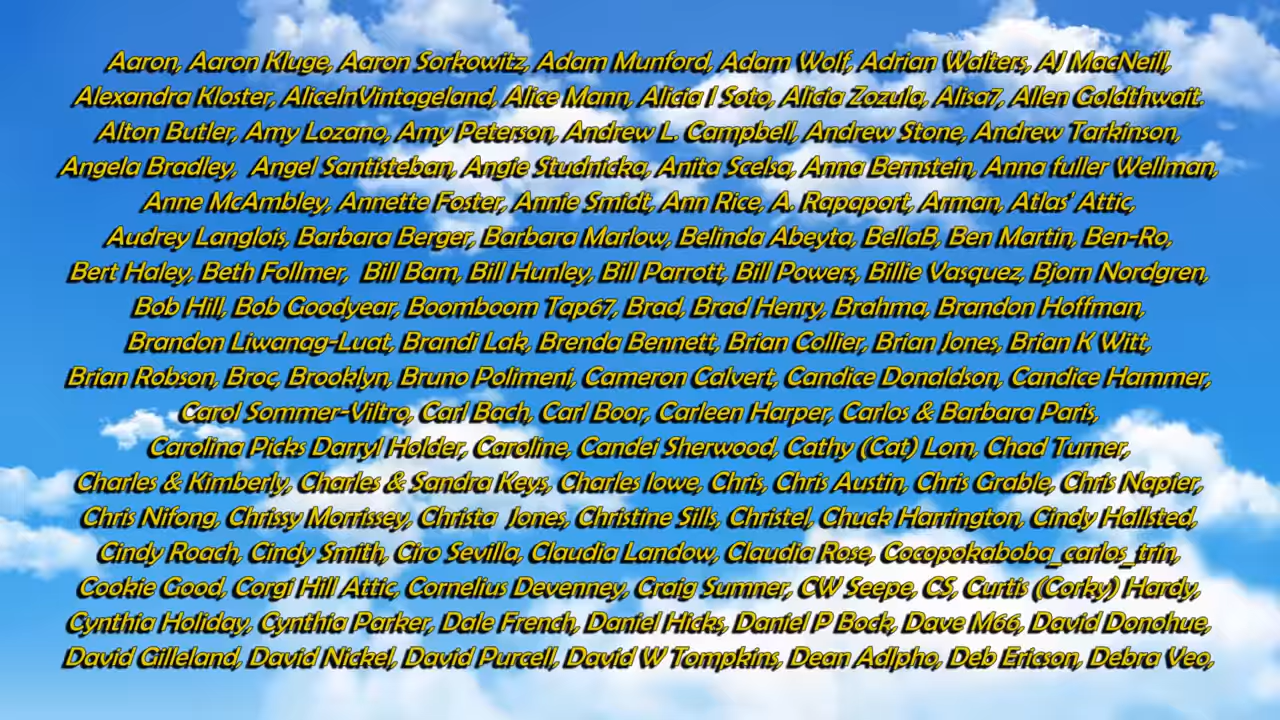 Aaron, Aaron Kluge, Aaron Sorkowitz, Adam Munford, Adam Wolf, Adrian Walters, AJ MacNeill,
Alexandra Kloster, AliceInVintageland, Alice Mann, Alicia I Soto, Alicia Zozula, Alisa7, Allen Goldthwait.
Alton Butler, Amy Lozano, Amy Peterson, Andrew L. Campbell, Andrew Stone, Andrew Tarkinson,
Angela Bradley,  Angel Santisteban, Angie Studnicka, Anita Scelsa, Anna Bernstein, Anna fuller Wellman,
Anne McAmbley, Annette Foster, Annie Smidt, Ann Rice, A. Rapaport, Arman, Atlas' Attic,
Audrey Langlois, Barbara Berger, Barbara Marlow, Belinda Abeyta, BellaB, Ben Martin, Ben-Ro,
Bert Haley, Beth Follmer,  Bill Bam, Bill Hunley, Bill Parrott, Bill Powers, Billie Vasquez, Bjorn Nordgren,
Bob Hill, Bob Goodyear, Boomboom Tap67, Brad, Brad Henry, Brahma, Brandon Hoffman,
Brandon Liwanag-Luat, Brandi Lak, Brenda Bennett, Brian Collier, Brian Jones, Brian K Witt,
Brian Robson, Broc, Brooklyn, Bruno Polimeni, Cameron Calvert, Candice Donaldson, Candice Hammer,
Carol Sommer-Viltro, Carl Bach, Carl Boor, Carleen Harper, Carlos & Barbara Paris,
Carolina Picks Darryl Holder, Caroline, Candei Sherwood, Cathy (Cat) Lom, Chad Turner,
Charles & Kimberly, Charles & Sandra Keys, Charles lowe, Chris, Chris Austin, Chris Grable, Chris Napier,
Chris Nifong, Chrissy Morrissey, Christa  Jones, Christine Sills, Christel, Chuck Harrington, Cindy Hallsted,
Cindy Roach, Cindy Smith, Ciro Sevilla, Claudia Landow, Claudia Rose, Cocopokaboba_carlos_trin,
Cookie Good, Corgi Hill Attic, Cornelius Devenney, Craig Sumner, CW Seepe, CS, Curtis (Corky) Hardy,
Cynthia Holiday, Cynthia Parker, Dale French, Daniel Hicks, Daniel P Bock, Dave M66, David Donohue,
David Gilleland, David Nickel, David Purcell, David W Tompkins, Dean Adlpho, Deb Ericson, Debra Veo,